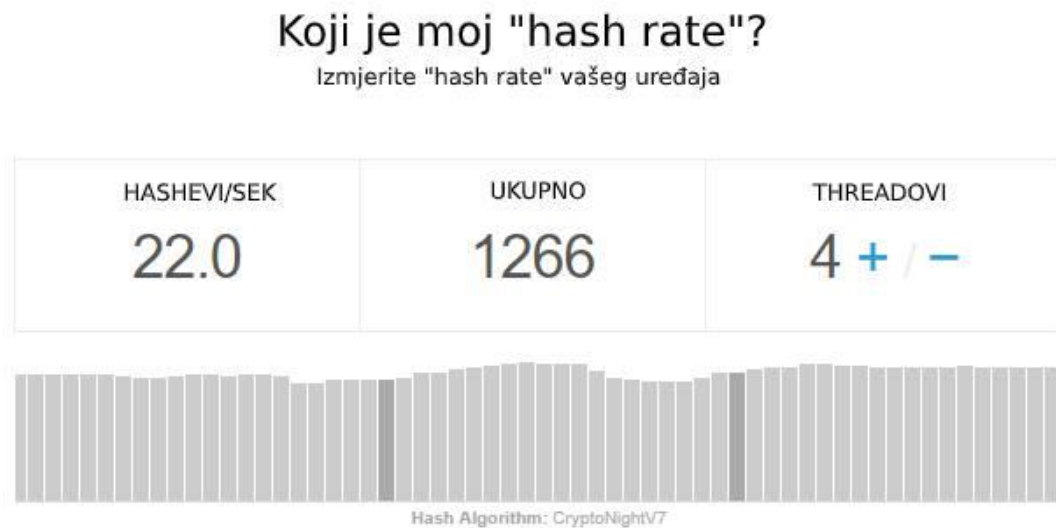 Koji je moj "hash rate"?
Izmjerite "hash rate" vašeg uređaja
HASHEVI/SEK
22.0
UKUPNO
1266
THREADOVI
4 + / −
Hash Algorithm: CryptoNightV7